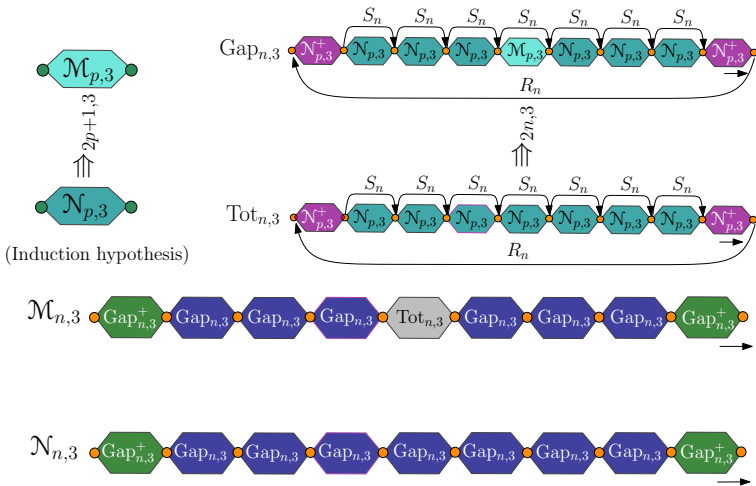 ℳ_{p,3}
⇛ 2p+1,3
𝒩_{p,3}
(Induction hypothesis)
S_n S_n S_n S_n S_n S_n S_n
Gap_{n,3} 𝒩^+_{p,3} 𝒩_{p,3} 𝒩_{p,3} 𝒩_{p,3} ℳ_{p,3} 𝒩_{p,3} 𝒩_{p,3} 𝒩_{p,3} 𝒩^+_{p,3}
R_n
⇛ 2n,3
S_n S_n S_n S_n S_n S_n S_n
Tot_{n,3} 𝒩^+_{p,3} 𝒩_{p,3} 𝒩_{p,3} 𝒩_{p,3} 𝒩_{p,3} 𝒩_{p,3} 𝒩_{p,3} 𝒩_{p,3} 𝒩^+_{p,3}
R_n
ℳ_{n,3} Gap^+_{n,3} Gap_{n,3} Gap_{n,3} Gap_{n,3} Tot_{n,3} Gap_{n,3} Gap_{n,3} Gap_{n,3} Gap^+_{n,3}
𝒩_{n,3} Gap^+_{n,3} Gap_{n,3} Gap_{n,3} Gap_{n,3} Gap_{n,3} Gap_{n,3} Gap_{n,3} Gap_{n,3} Gap^+_{n,3}